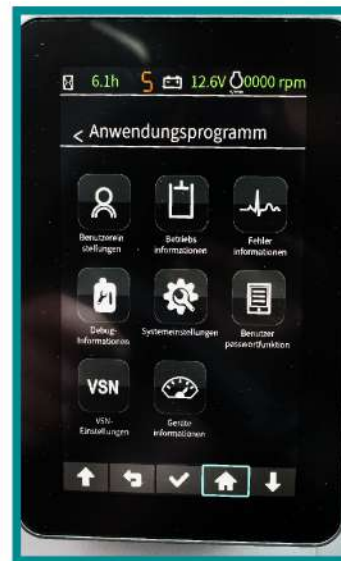 6.1h 12.6V 0000 rpm
< Anwendungsprogramm
Benutzerein
stellungen
Betriebs
informationen
Fehler
informationen
Debug-
Informationen
Systemeinstellungen
Benutzer
passwortfunktion
VSN
VSN-
Einstellungen
Geräte
informationen